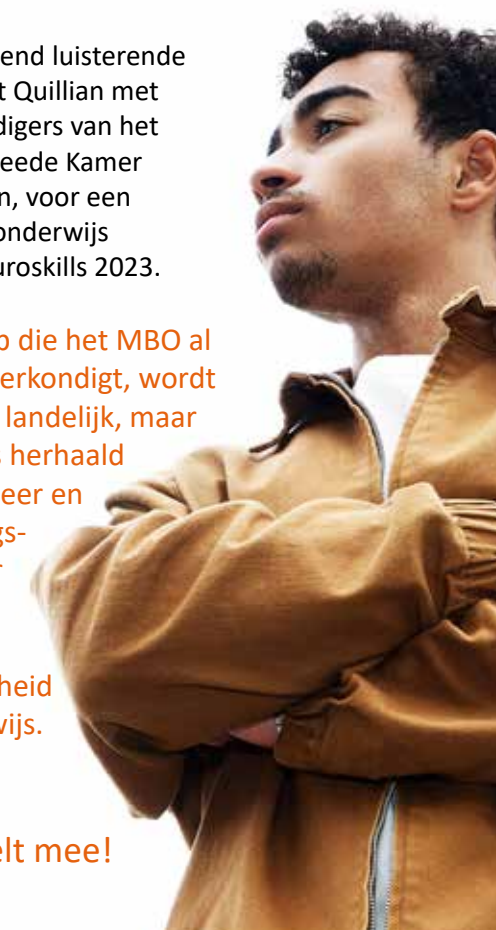 end luisterende
t Quillian met
digers van het
eede Kamer
n, voor een
onderwijs
uroskills 2023.
p die het MBO al
erkondigt, wordt
landelijk, maar
s herhaald
eer en
gs-
r
heid
wijs.
elt mee!